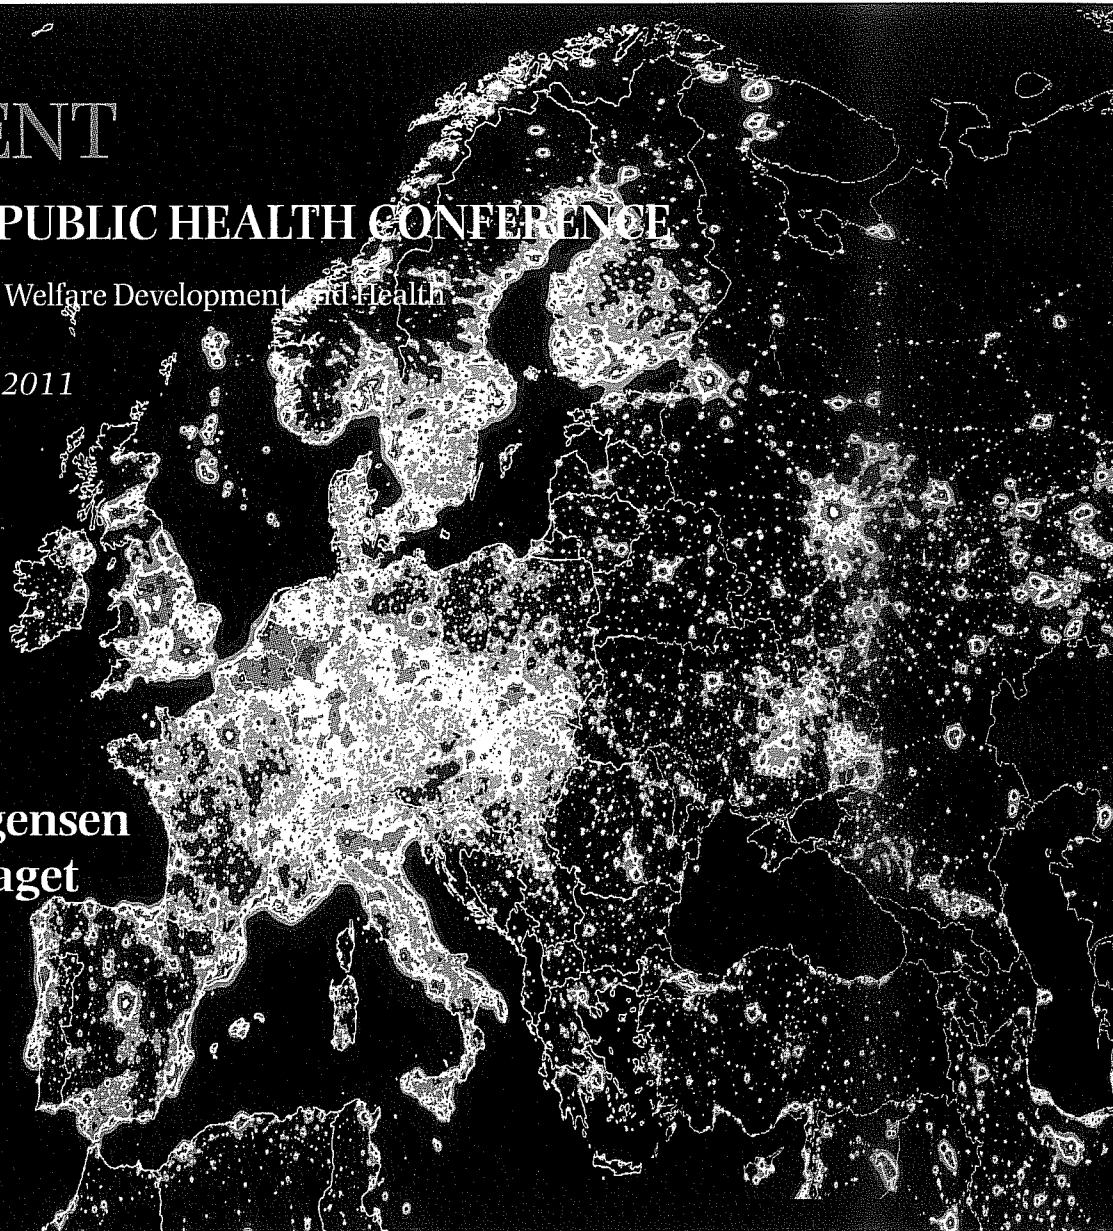 ENT
PUBLIC HEALTH CONFERENCE
Welfare Development and Health
2011
gensen
aget